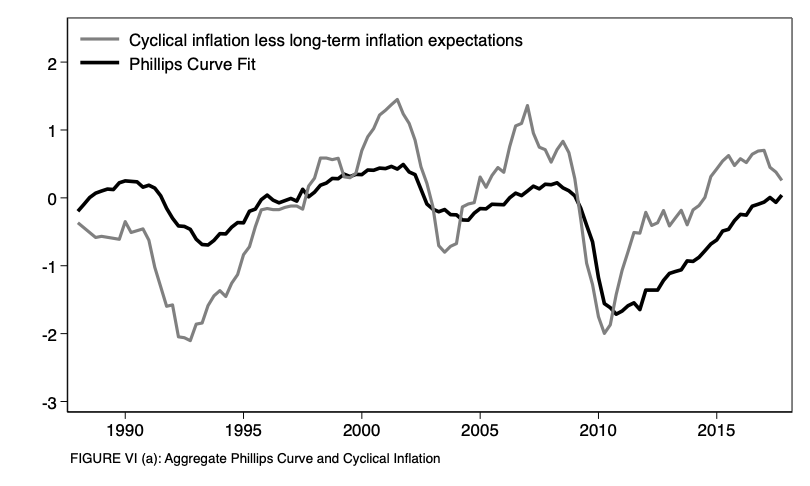 Cyclical inflation less long-term inflation expectations
Phillips Curve Fit
2
1
0
-1
-2
-3
1990 1995 2000 2005 2010 2015
FIGURE VI (a): Aggregate Phillips Curve and Cyclical Inflation